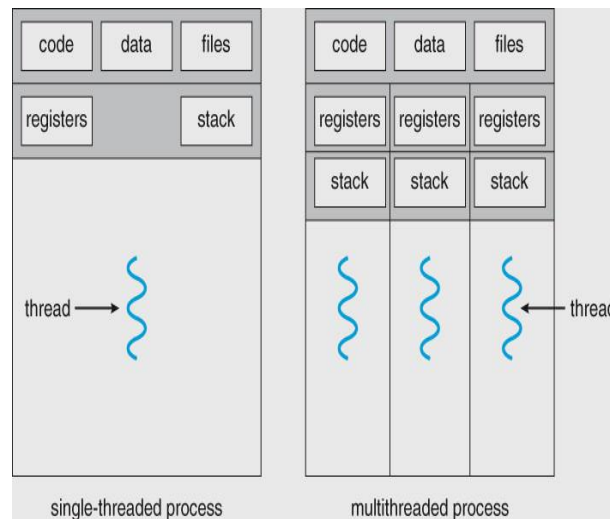 code data files code data files
registers stack registers registers registers
stack stack stack
thread thread
single-threaded process multithreaded process